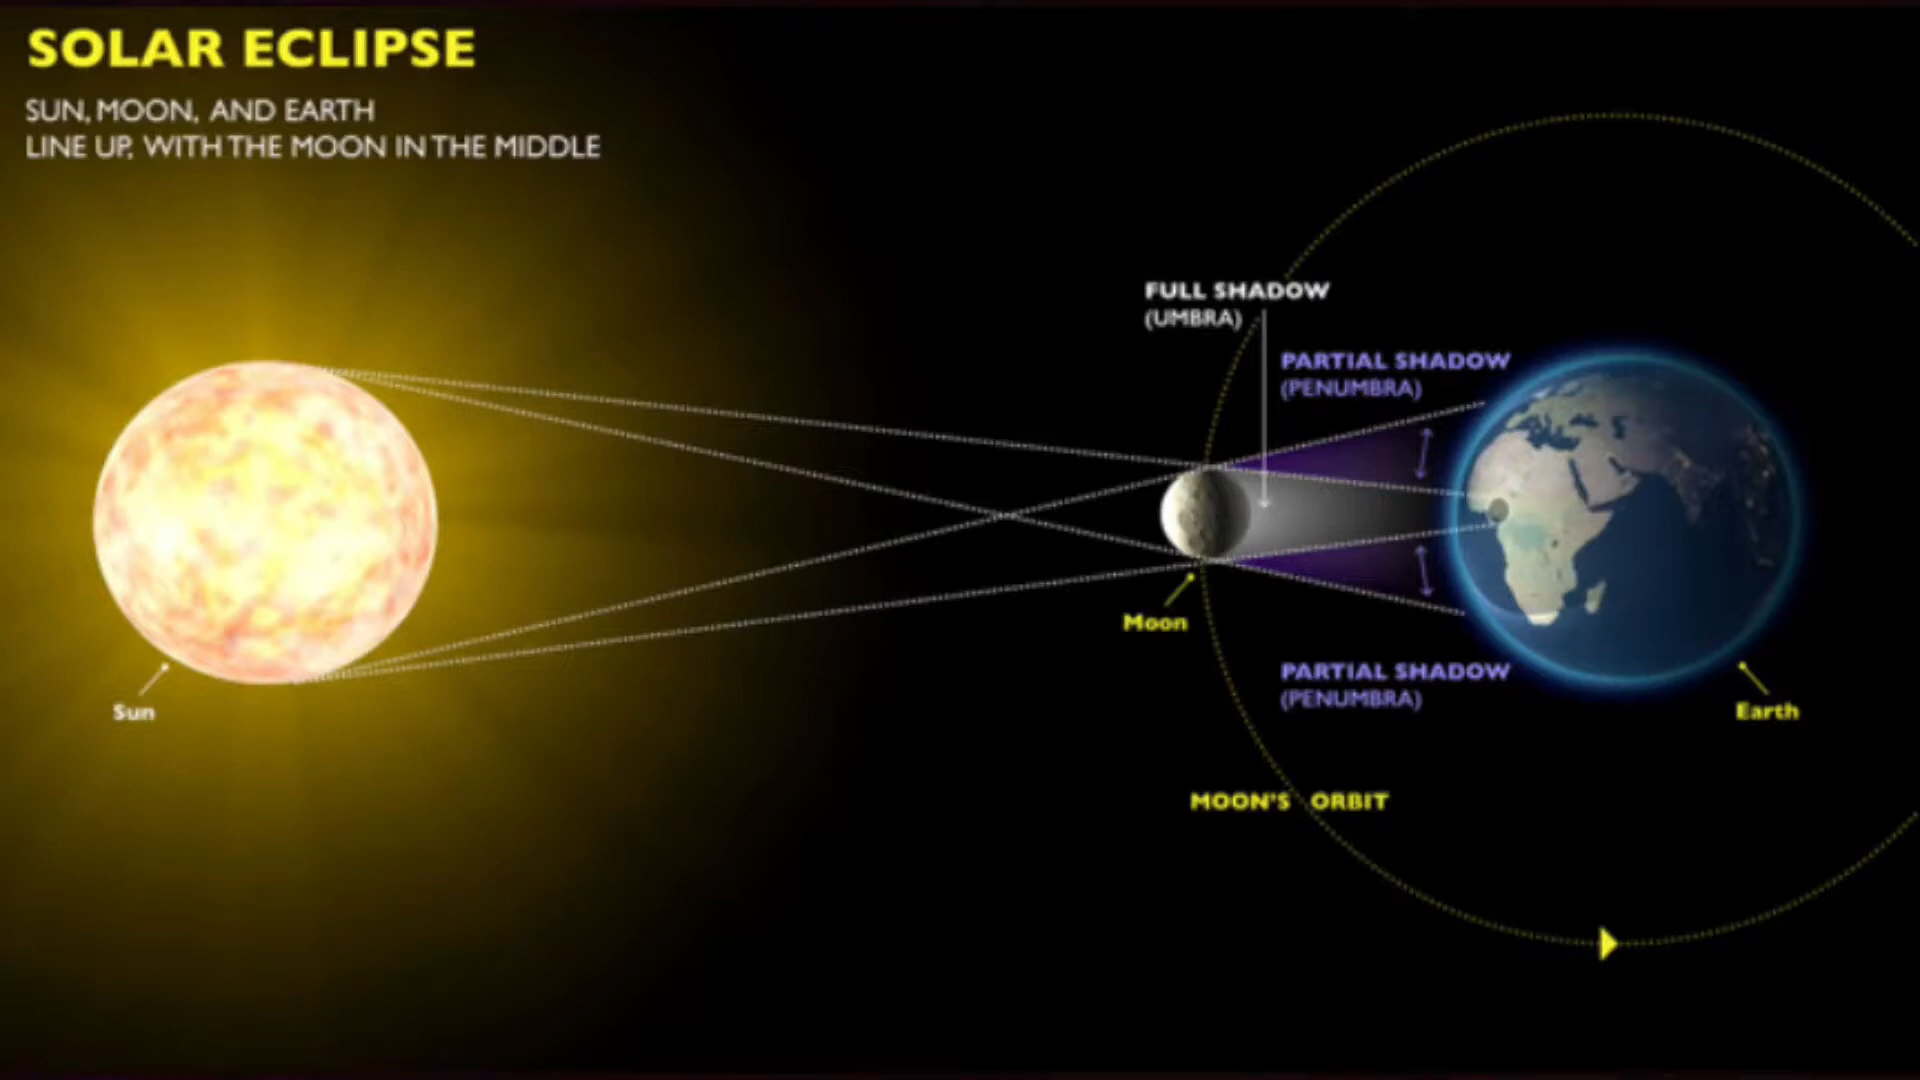 SOLAR ECLIPSE
SUN, MOON, AND EARTH
LINE UP, WITH THE MOON IN THE MIDDLE
FULL SHADOW
(UMBRA)
PARTIAL SHADOW
(PENUMBRA)
Moon
PARTIAL SHADOW
(PENUMBRA)
Sun
Earth
MOON'S ORBIT